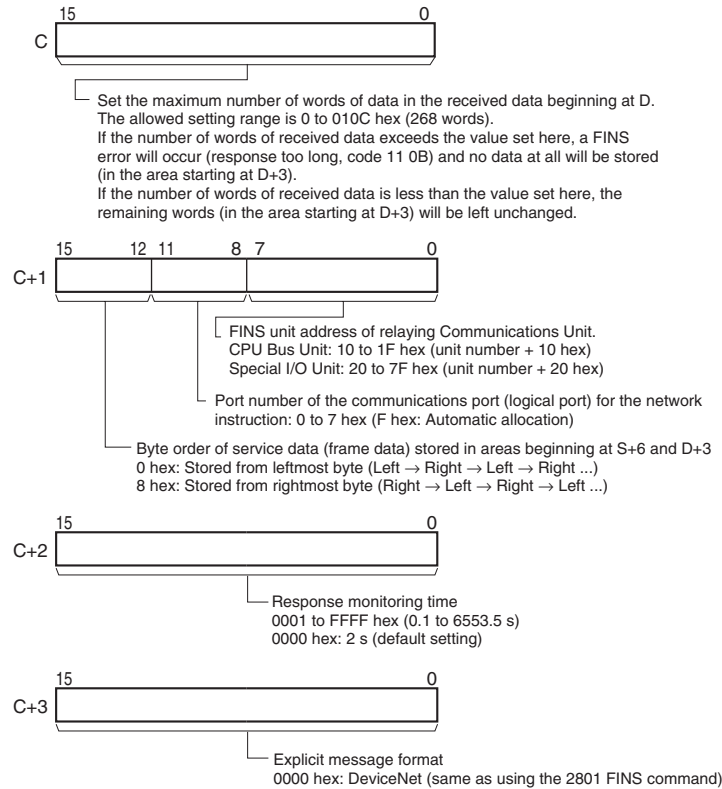 15 0
C
Set the maximum number of words of data in the received data beginning at D.
The allowed setting range is 0 to 010C hex (268 words).
If the number of words of received data exceeds the value set here, a FINS
error will occur (response too long, code 11 0B) and no data at all will be stored
(in the area starting at D+3).
If the number of words of received data is less than the value set here, the
remaining words (in the area starting at D+3) will be left unchanged.
15 12 11 8 7 0
C+1
FINS unit address of relaying Communications Unit.
CPU Bus Unit: 10 to 1F hex (unit number + 10 hex)
Special I/O Unit: 20 to 7F hex (unit number + 20 hex)
Port number of the communications port (logical port) for the network
instruction: 0 to 7 hex (F hex: Automatic allocation)
Byte order of service data (frame data) stored in areas beginning at S+6 and D+3
0 hex: Stored from leftmost byte (Left → Right → Left → Right ...)
8 hex: Stored from rightmost byte (Right → Left → Right → Left ...)
15 0
C+2
Response monitoring time
0001 to FFFF hex (0.1 to 6553.5 s)
0000 hex: 2 s (default setting)
15 0
C+3
Explicit message format
0000 hex: DeviceNet (same as using the 2801 FINS command)